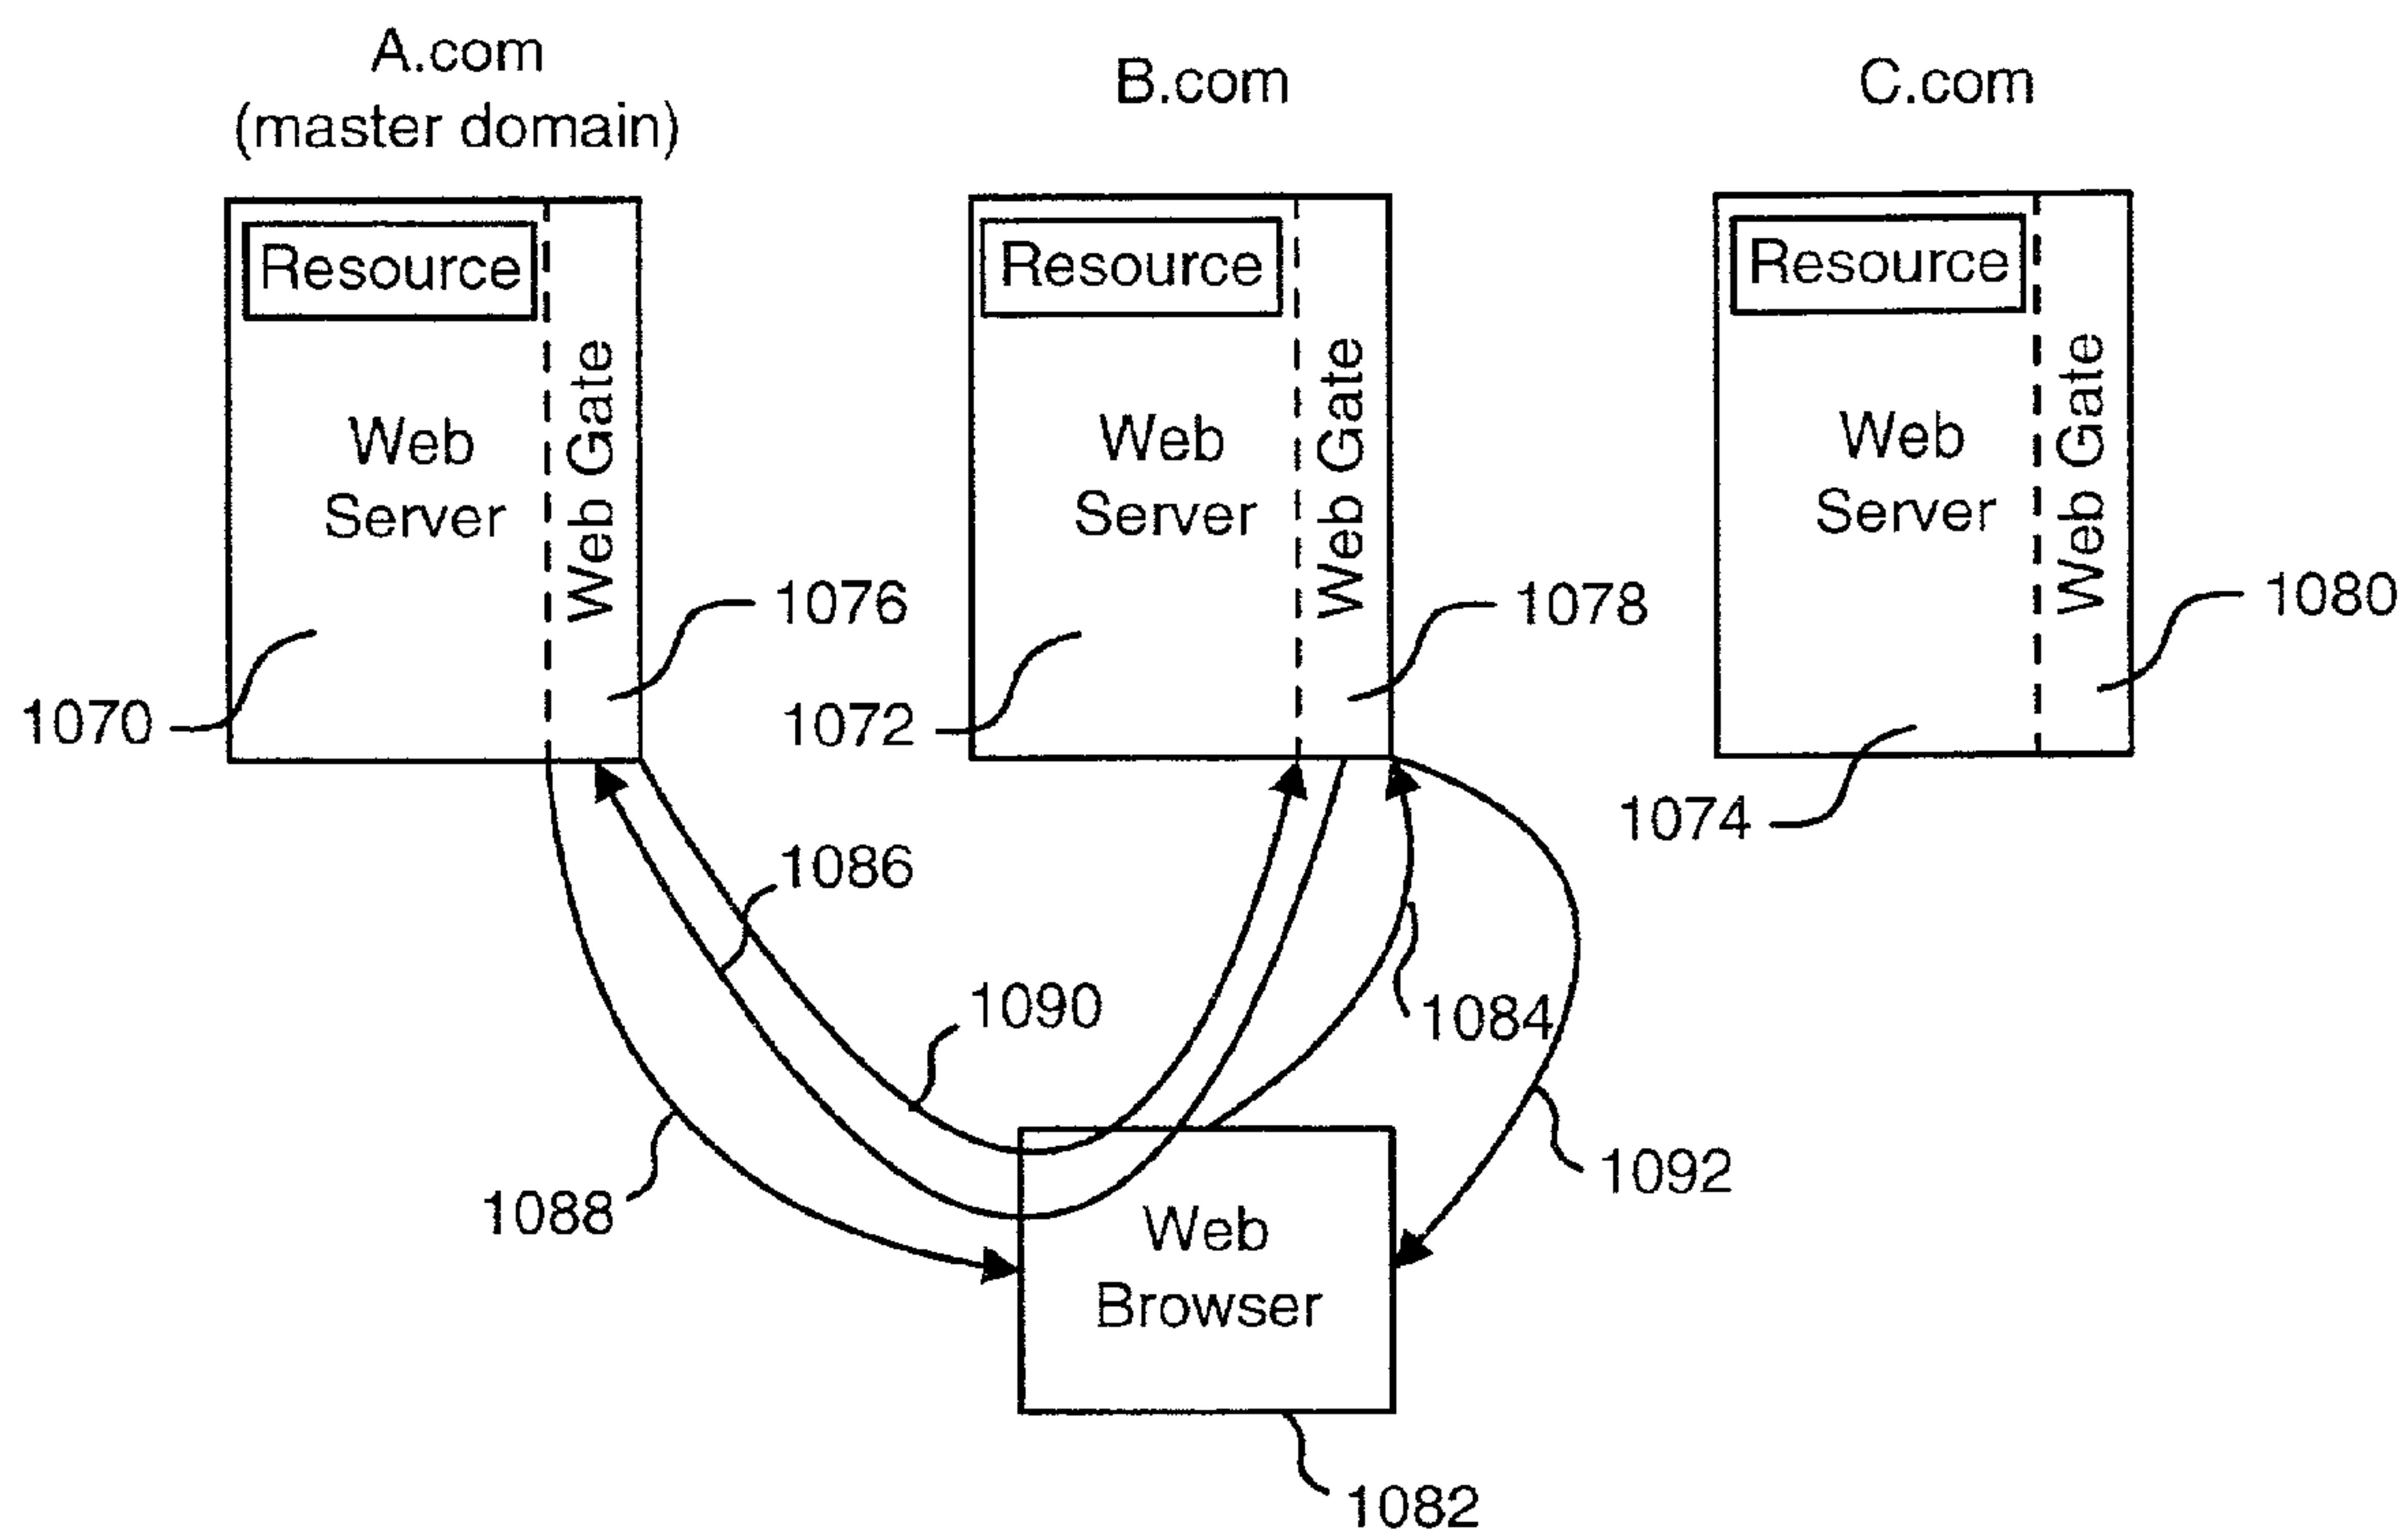 A.com
(master domain)
B.com
C.com
Resource
Web
Server
Web Gate
Resource
Web
Server
Web Gate
Resource
Web
Server
Web Gate
1070
1076
1072
1078
1074
1080
1086
1090
1084
1088
1092
Web
Browser
1082